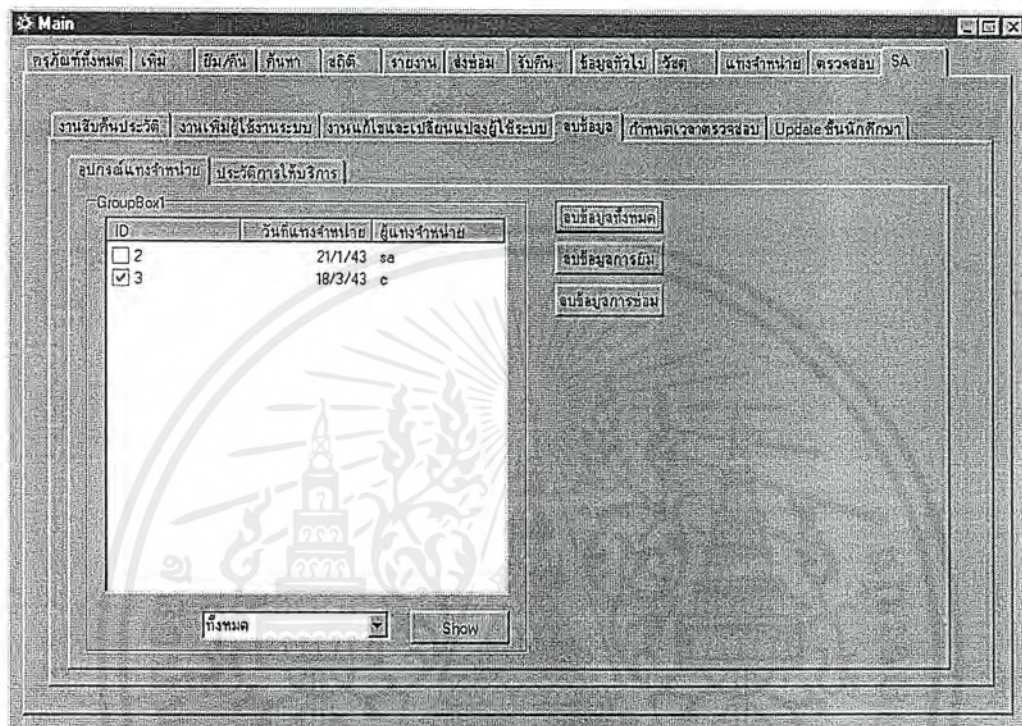 Main
ครุภัณฑ์ทั้งหมด เพิ่ม ยืม/คืน ค้นหา สถิติ รายงาน ส่งซ่อม รับคืน ข้อมูลทั่วไป วัสดุ แทงจำหน่าย ตรวจสอบ SA
งานสืบค้นประวัติ งานเพิ่มผู้ใช้งานระบบ งานแก้ไขและเปลี่ยนแปลงผู้ใช้ระบบ ลบข้อมูล กำหนดเวลาตรวจสอบ Update ชั้นนักศึกษา
อุปกรณ์แทงจำหน่าย ประวัติการให้บริการ
GroupBox1
ID วันที่แทงจำหน่าย ผู้แทงจำหน่าย
2 21/1/43 sa
3 18/3/43 c
ทั้งหมด Show
ลบข้อมูลทั้งหมด
ลบข้อมูลการยืม
ลบข้อมูลการซ่อม